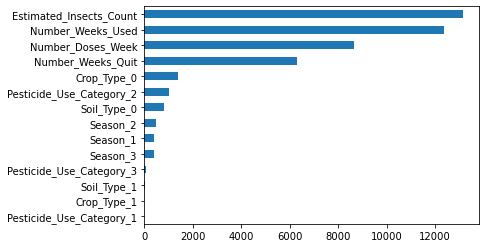 Estimated_Insects_Count
Number_Weeks_Used
Number_Doses_Week
Number_Weeks_Quit
Crop_Type_0
Pesticide_Use_Category_2
Soil_Type_0
Season_2
Season_1
Season_3
Pesticide_Use_Category_3
Soil_Type_1
Crop_Type_1
Pesticide_Use_Category_1
0 2000 4000 6000 8000 10000 12000